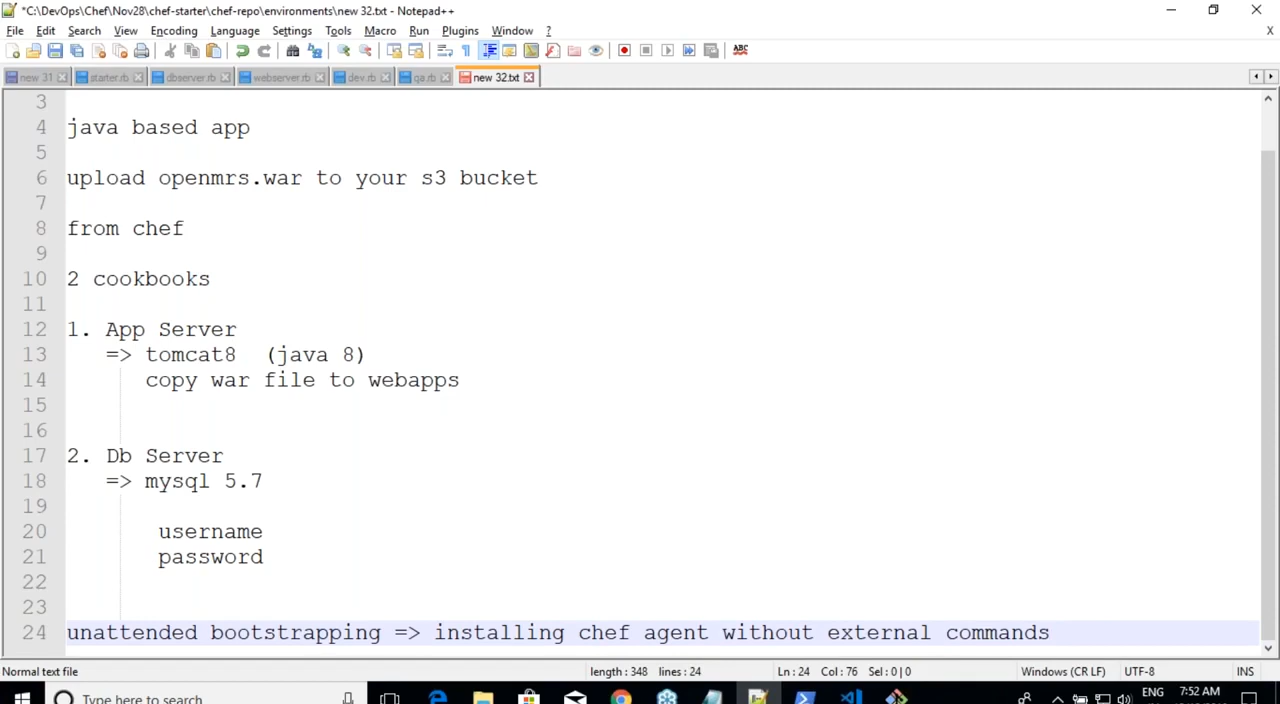 *C:\DevOps\Chef\Nov28\chef-starter\chef-repo\environments\new 32.txt - Notepad++
File Edit Search View Encoding Language Settings Tools Macro Run Plugins Window ? X
ABC
new 31 starter.rb dbserver.rb webserver.rb dev.rb qa.rb new 32.txt
3
4 java based app
5
6 upload openmrs.war to your s3 bucket
7
8 from chef
9
10 2 cookbooks
11
12 1. App Server
13 => tomcat8 (java 8)
14 copy war file to webapps
15
16
17 2. Db Server
18 => mysql 5.7
19
20 username
21 password
22
23
24 unattended bootstrapping => installing chef agent without external commands
Normal text file length : 348 lines : 24 Ln : 24 Col : 76 Sel : 0 | 0 Windows (CR LF) UTF-8 INS
Type here to search ENG 7:52 AM